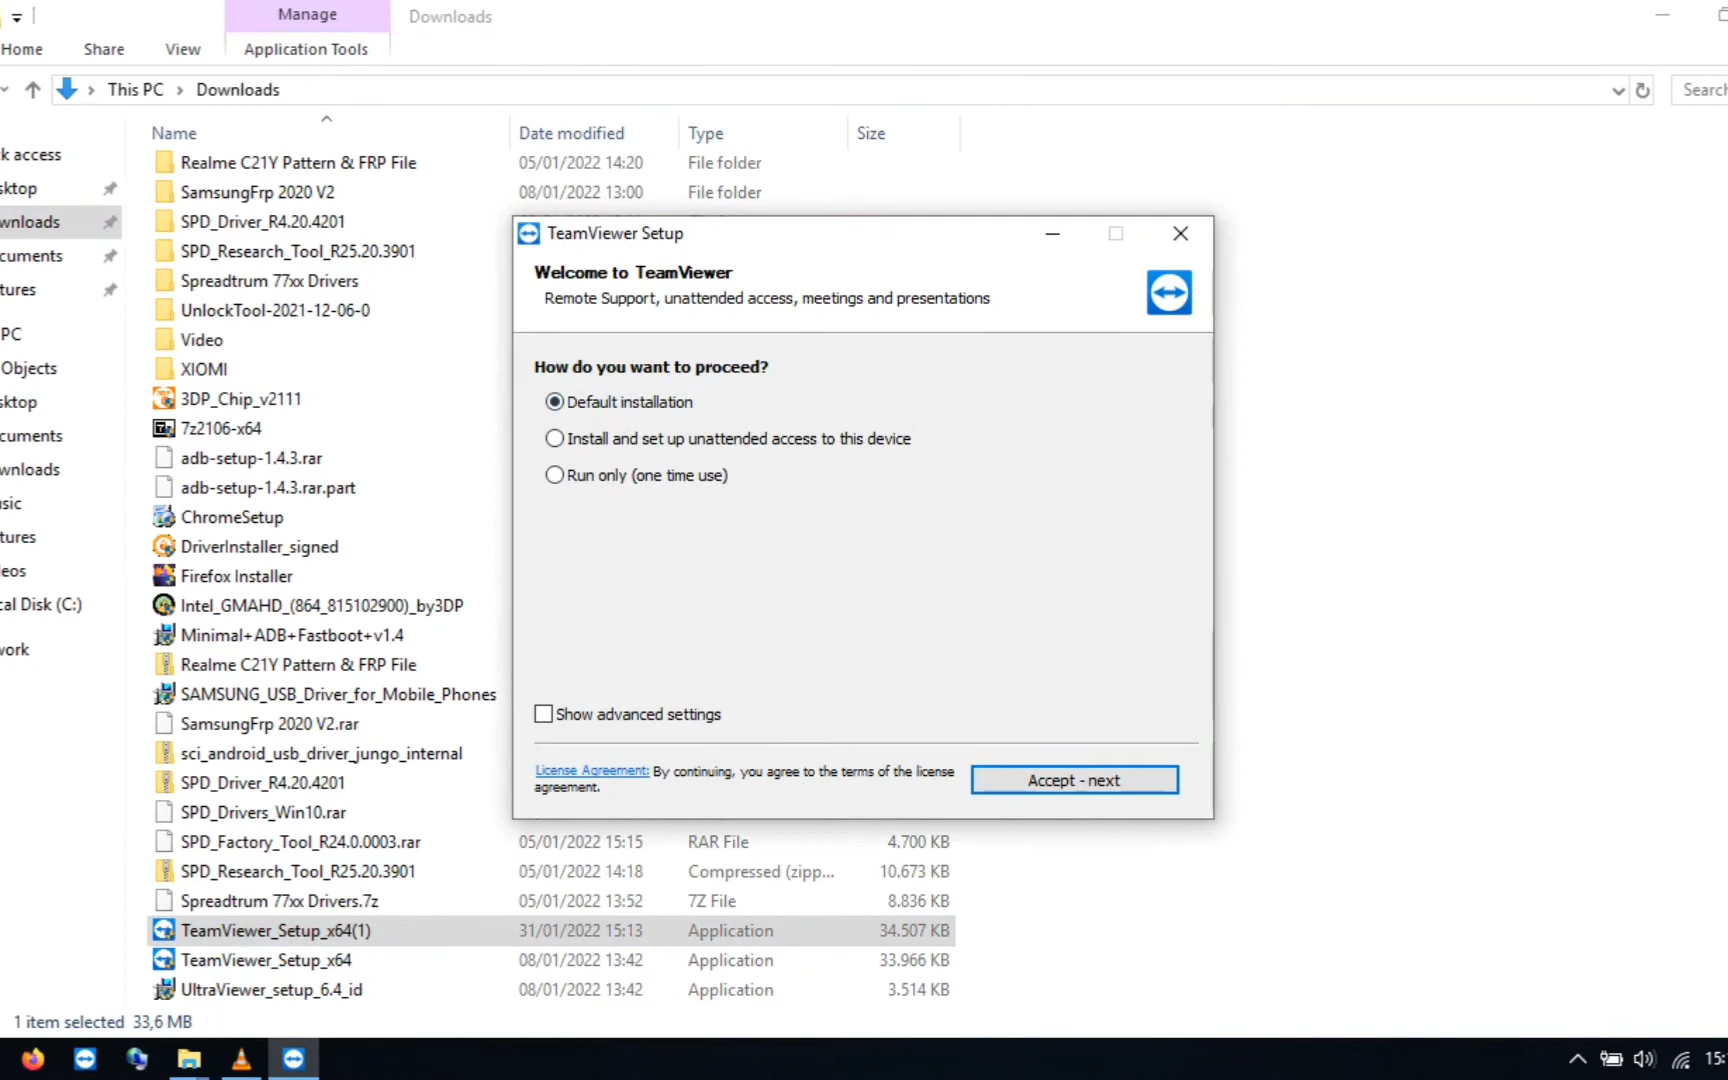 Manage
Downloads
Home
Share
View
Application Tools
This PC
Downloads
Search
Name
Date modified
Type
Size
k access
sktop
wnloads
cuments
tures
PC
Objects
sktop
cuments
wnloads
sic
tures
eos
cal Disk (C:)
work
Realme C21Y Pattern & FRP File 05/01/2022 14:20 File folder
SamsungFrp 2020 V2 08/01/2022 13:00 File folder
SPD_Driver_R4.20.4201
SPD_Research_Tool_R25.20.3901
Spreadtrum 77xx Drivers
UnlockTool-2021-12-06-0
Video
XIOMI
3DP_Chip_v2111
7z2106-x64
adb-setup-1.4.3.rar
adb-setup-1.4.3.rar.part
ChromeSetup
DriverInstaller_signed
Firefox Installer
Intel_GMAHD_(864_815102900)_by3DP
Minimal+ADB+Fastboot+v1.4
Realme C21Y Pattern & FRP File
SAMSUNG_USB_Driver_for_Mobile_Phones
SamsungFrp 2020 V2.rar
sci_android_usb_driver_jungo_internal
SPD_Driver_R4.20.4201
SPD_Drivers_Win10.rar
SPD_Factory_Tool_R24.0.0003.rar 05/01/2022 15:15 RAR File 4.700 KB
SPD_Research_Tool_R25.20.3901 05/01/2022 14:18 Compressed (zipp... 10.673 KB
Spreadtrum 77xx Drivers.7z 05/01/2022 13:52 7Z File 8.836 KB
TeamViewer_Setup_x64(1) 31/01/2022 15:13 Application 34.507 KB
TeamViewer_Setup_x64 08/01/2022 13:42 Application 33.966 KB
UltraViewer_setup_6.4_id 08/01/2022 13:42 Application 3.514 KB
TeamViewer Setup
Welcome to TeamViewer
Remote Support, unattended access, meetings and presentations
How do you want to proceed?
Default installation
Install and set up unattended access to this device
Run only (one time use)
Show advanced settings
License Agreement: By continuing, you agree to the terms of the license
agreement.
Accept - next
1 item selected 33,6 MB